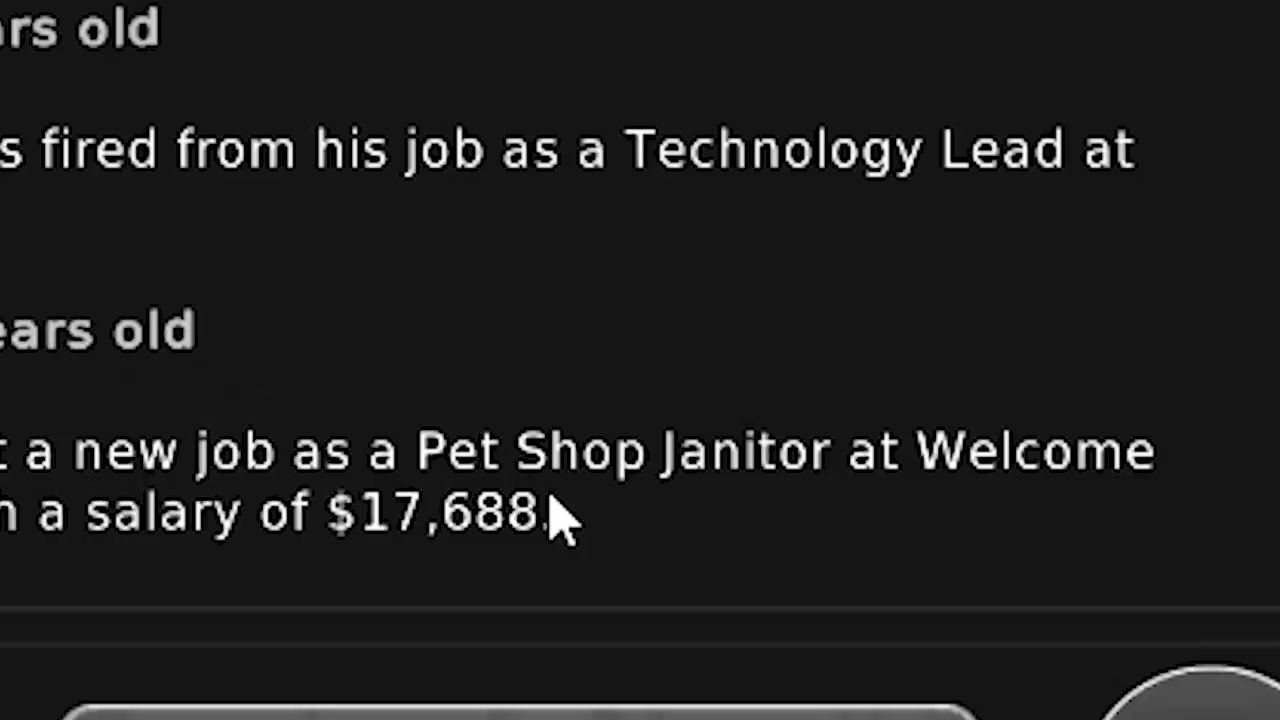 ars old
s fired from his job as a Technology Lead at
ears old
t a new job as a Pet Shop Janitor at Welcome
h a salary of $17,688.